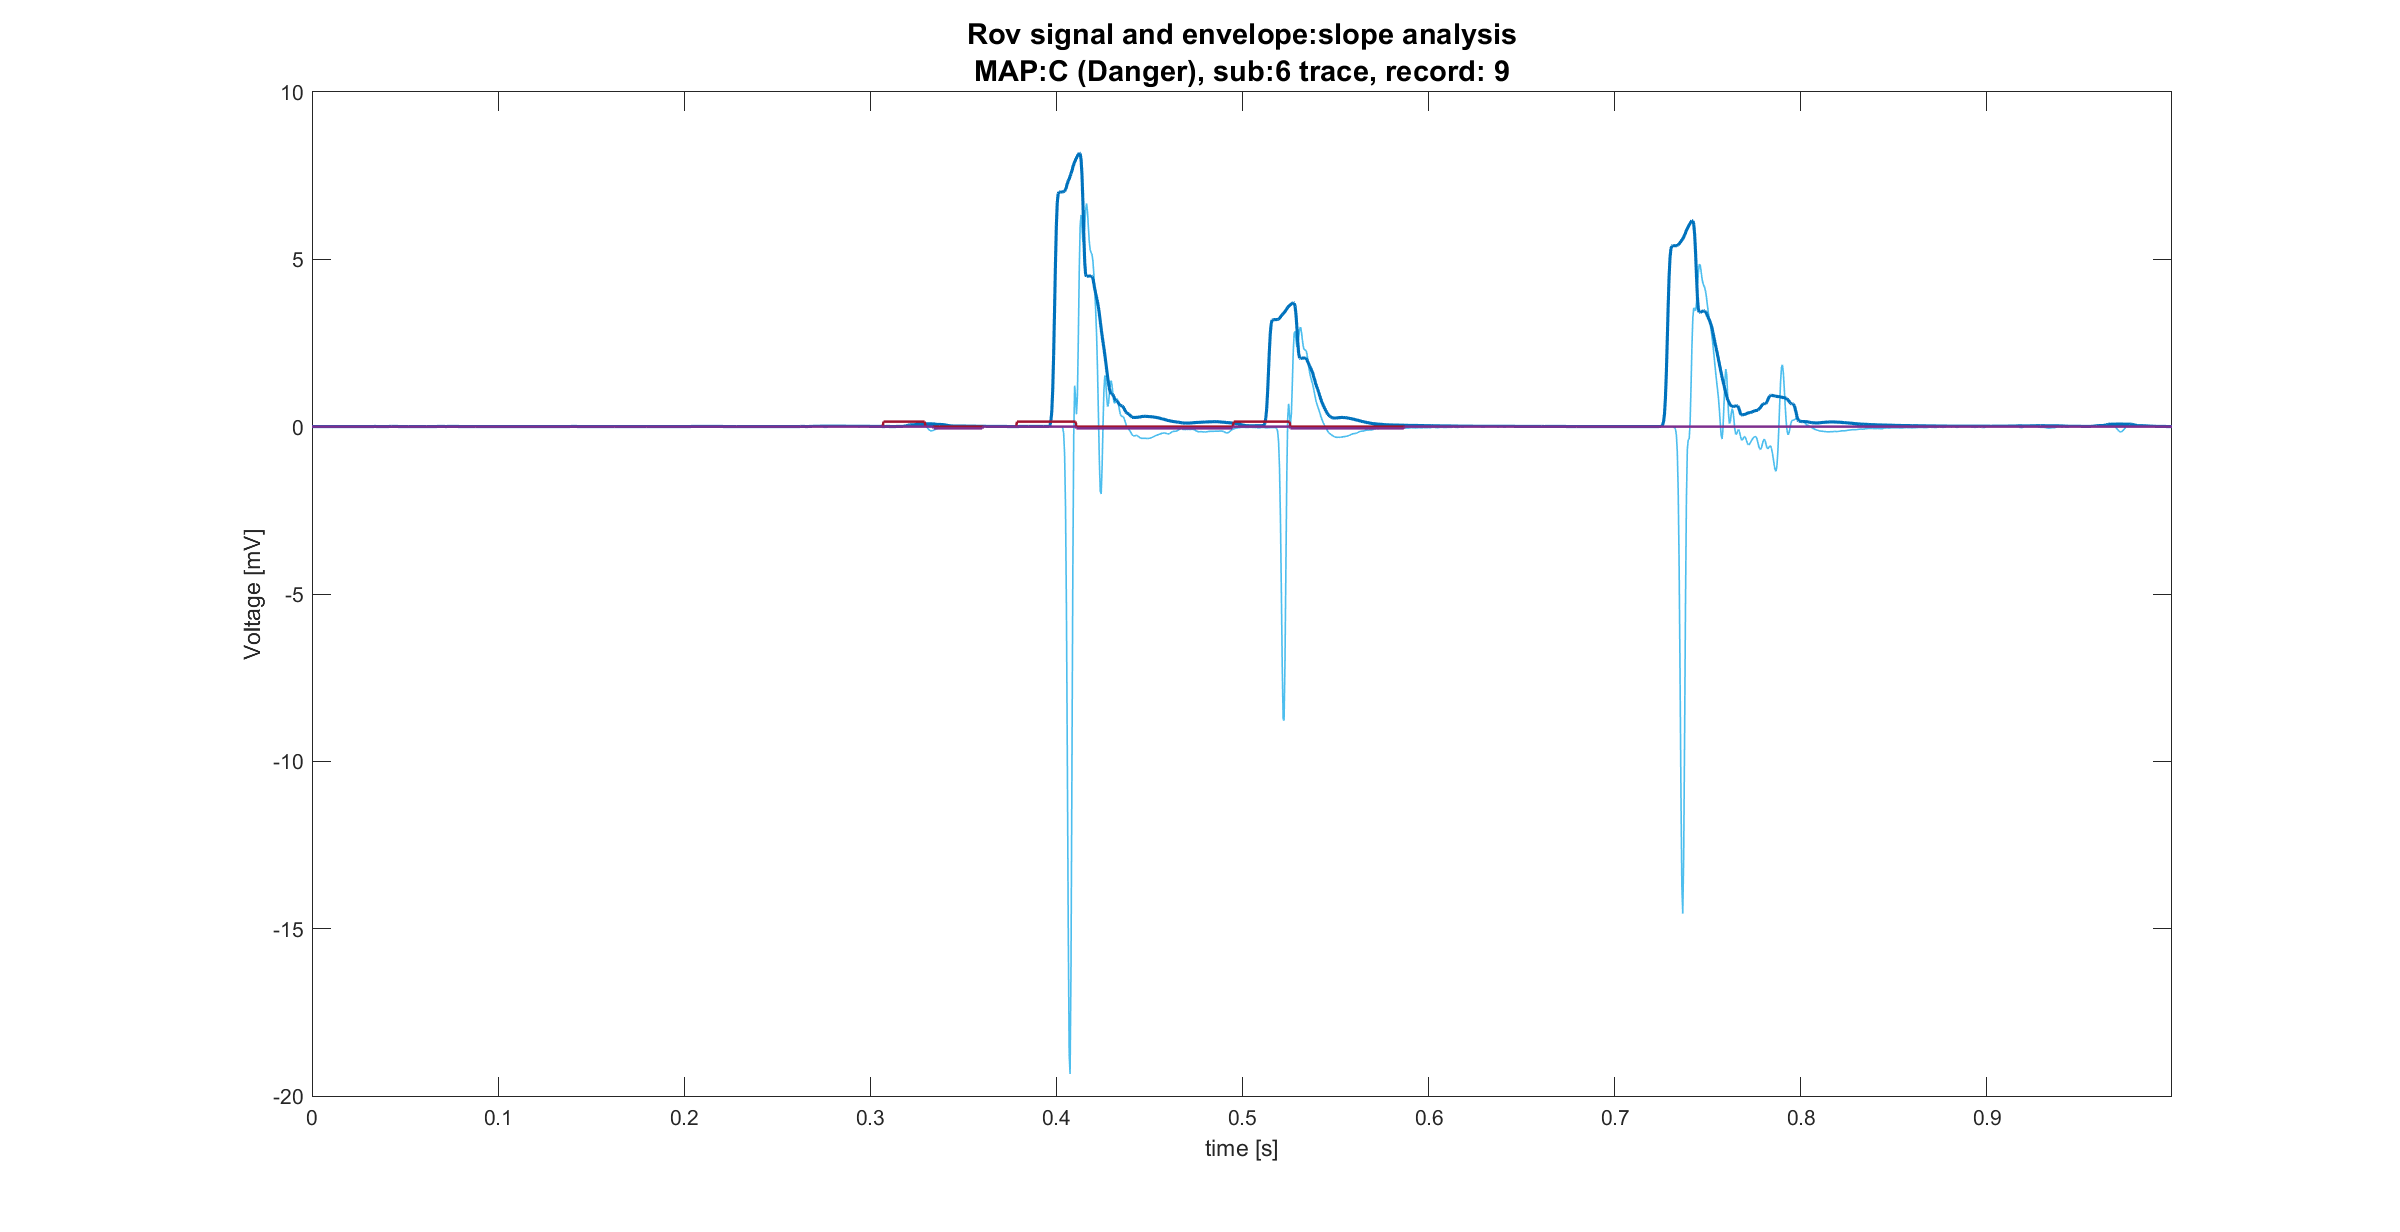 Rov signal and envelope:slope analysis
MAP:C (Danger), sub:6 trace, record: 9
10
5
0
-5
-10
-15
-20
Voltage [mV]
0 0.1 0.2 0.3 0.4 0.5 0.6 0.7 0.8 0.9
time [s]